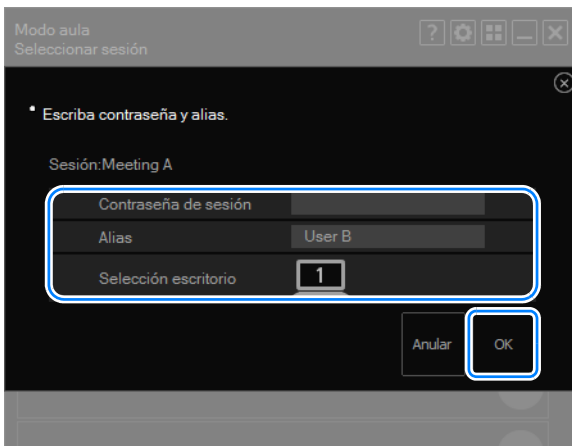 Modo aula
Seleccionar sesión
?
Escriba contraseña y alias.
Sesión:Meeting A
Contraseña de sesión
Alias User B
Selección escritorio 1
Anular OK